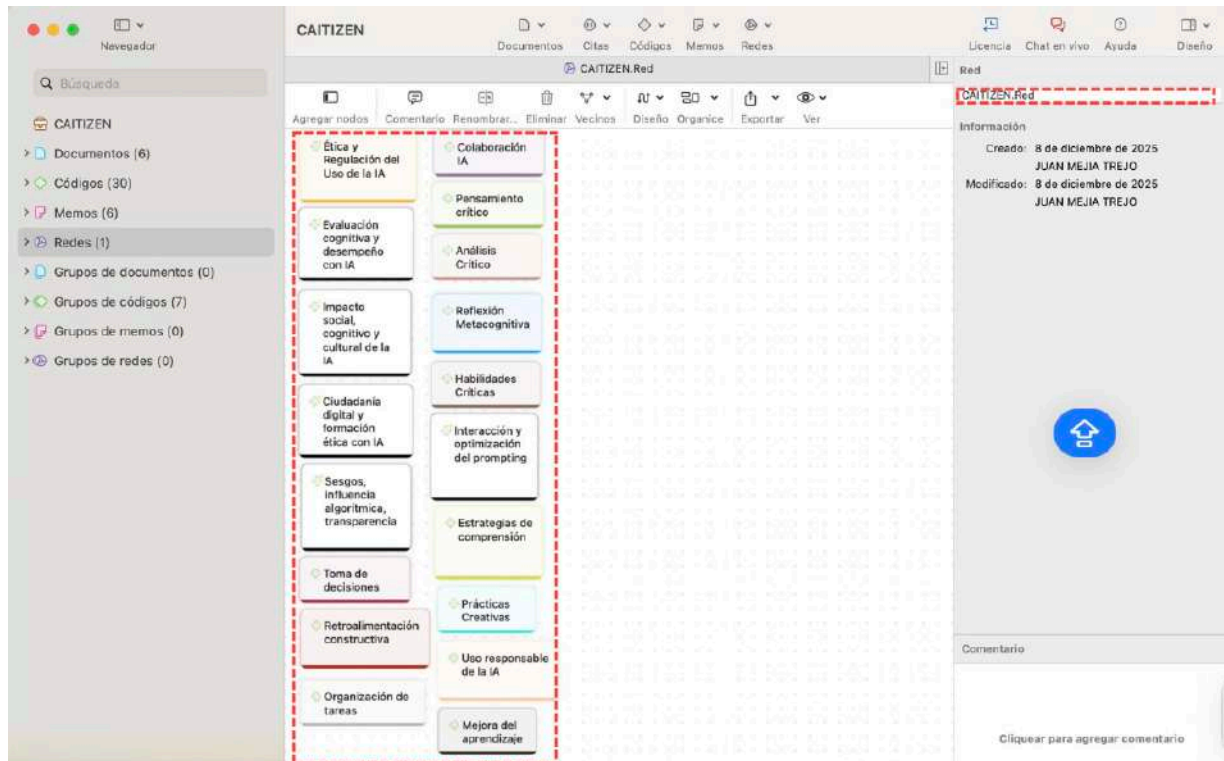 CAITIZEN
Navegador
Documentos
Citas
Códigos
Memos
Redes
Licencia
Chat en vivo
Ayuda
Diseño
Búsqueda
CAITIZEN
Documentos (6)
Códigos (30)
Memos (6)
Redes (1)
Grupos de documentos (0)
Grupos de códigos (7)
Grupos de memos (0)
Grupos de redes (0)
CAITIZEN.Red
Agregar nodos
Comentario
Renombrar...
Eliminar
Vecinos
Diseño
Organice
Exportar
Ver
Ética y
Regulación del
Uso de la IA
Evaluación
cognitiva y
desempeño
con IA
Impacto
social,
cognitivo y
cultural de la
IA
Ciudadanía
digital y
formación
ética con IA
Sesgos,
influencia
algorítmica,
transparencia
Toma de
decisiones
Retroalimentación
constructiva
Organización de
tareas
Colaboración
IA
Pensamiento
crítico
Análisis
Crítico
Reflexión
Metacognitiva
Habilidades
Críticas
Interacción y
optimización
del prompting
Estrategias de
comprensión
Prácticas
Creativas
Uso responsable
de la IA
Mejora del
aprendizaje
Red
CAITIZEN.Red
Información
Creado: 8 de diciembre de 2025
JUAN MEJIA TREJO
Modificado: 8 de diciembre de 2025
JUAN MEJIA TREJO
Comentario
Cliquear para agregar comentario